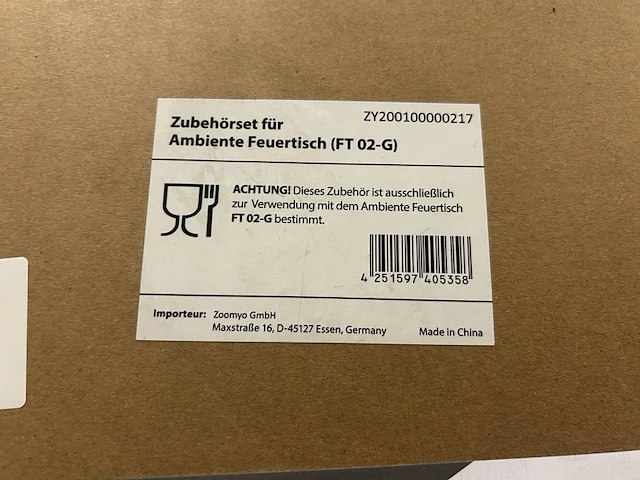 Zubehörset für
Ambiente Feuertisch (FT 02-G)
ZY200100000217
ACHTUNG! Dieses Zubehör ist ausschließlich
zur Verwendung mit dem Ambiente Feuertisch
FT 02-G bestimmt.
4 251597 405358
Importeur: Zoomyo GmbH
Maxstraße 16, D-45127 Essen, Germany
Made in China